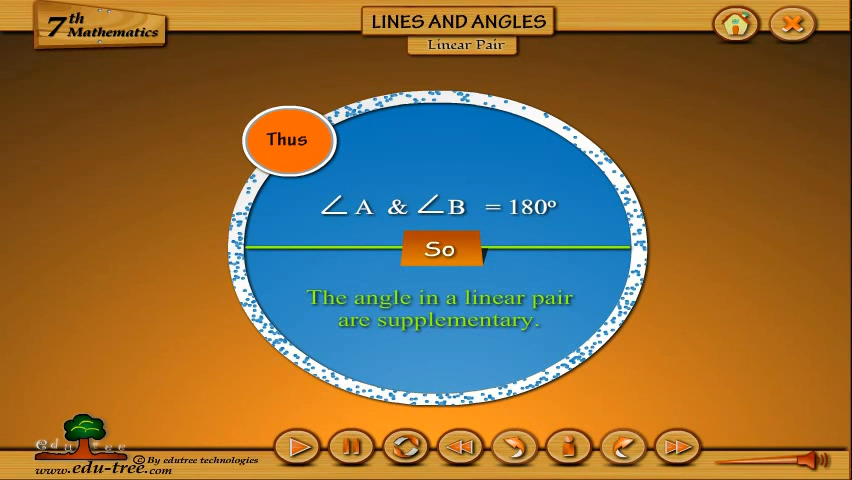 7th
Mathematics
LINES AND ANGLES
Linear Pair
Thus
∠ A & ∠ B = 180º
So
The angle in a linear pair
are supplementary.
edutree
© By edutree technologies
www.edu-tree.com